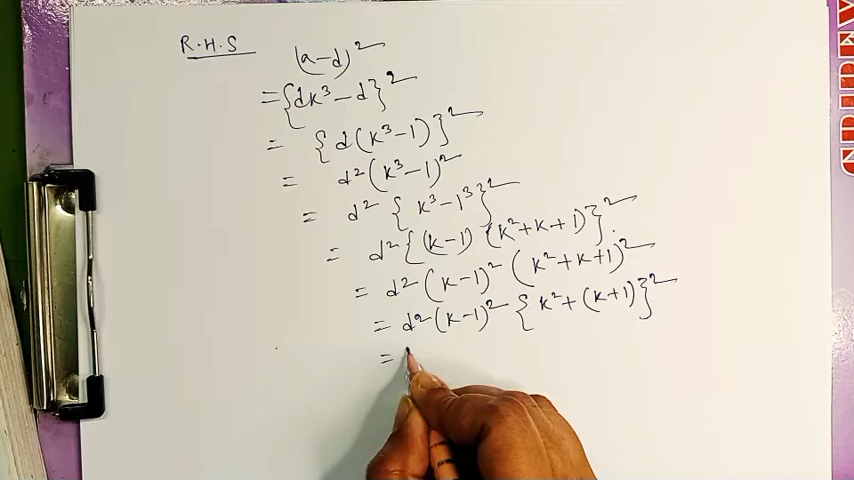 R.H.S (a-d)²
= {dk³-d}²
= {d(k³-1)}²
= d²(k³-1)²
= d² {k³-1³}²
= d² {(k-1) (k²+k+1)}²
= d² (k-1)² (k²+k+1)²
= d² (k-1)² {k²+(k+1)}²
=